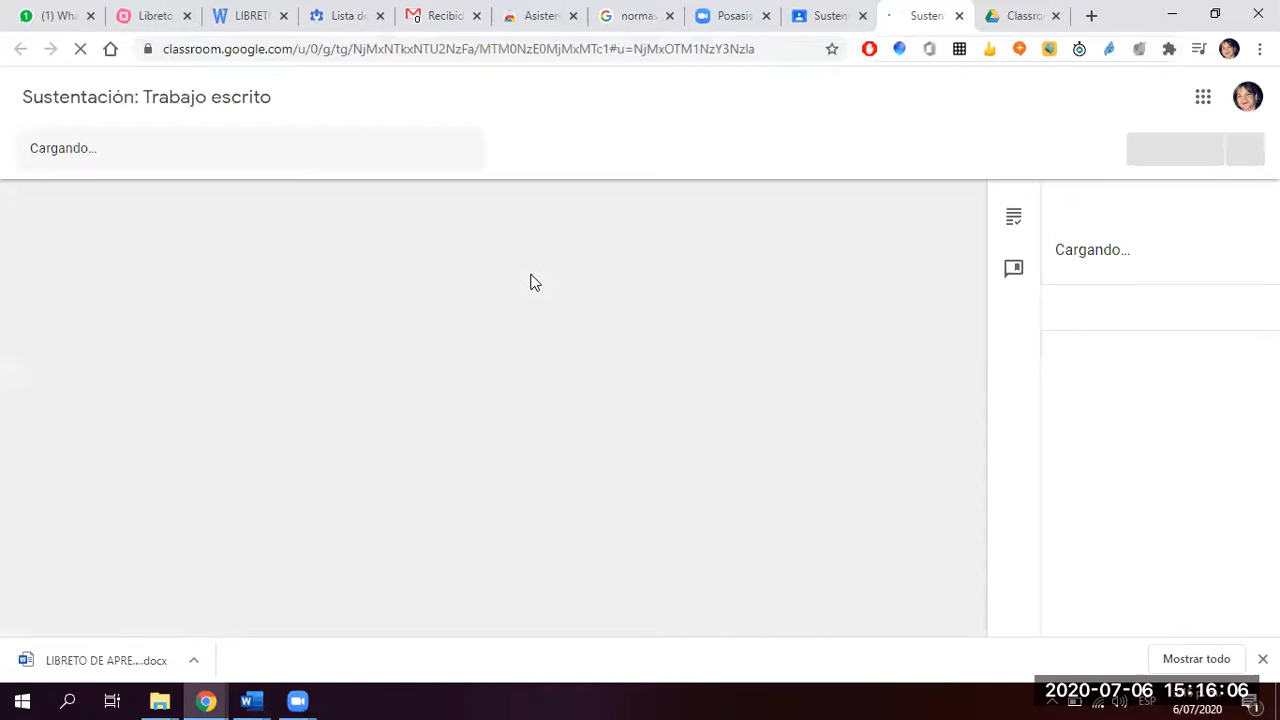 (1) Wha
Libreto
LIBRET
Lista de
Recibid
Asisten
normas
Posasis
Susten
Susten
Classro
classroom.google.com/u/0/g/tg/NjMxNTkxNTU2NzFa/MTM0NzE0MjMxMTc1#u=NjMxOTM1NzY3Nzla
Sustentación: Trabajo escrito
Cargando...
Cargando...
LIBRETO DE APRE....docx
Mostrar todo
2020-07-06 15:16:06
ESP
6/07/2020